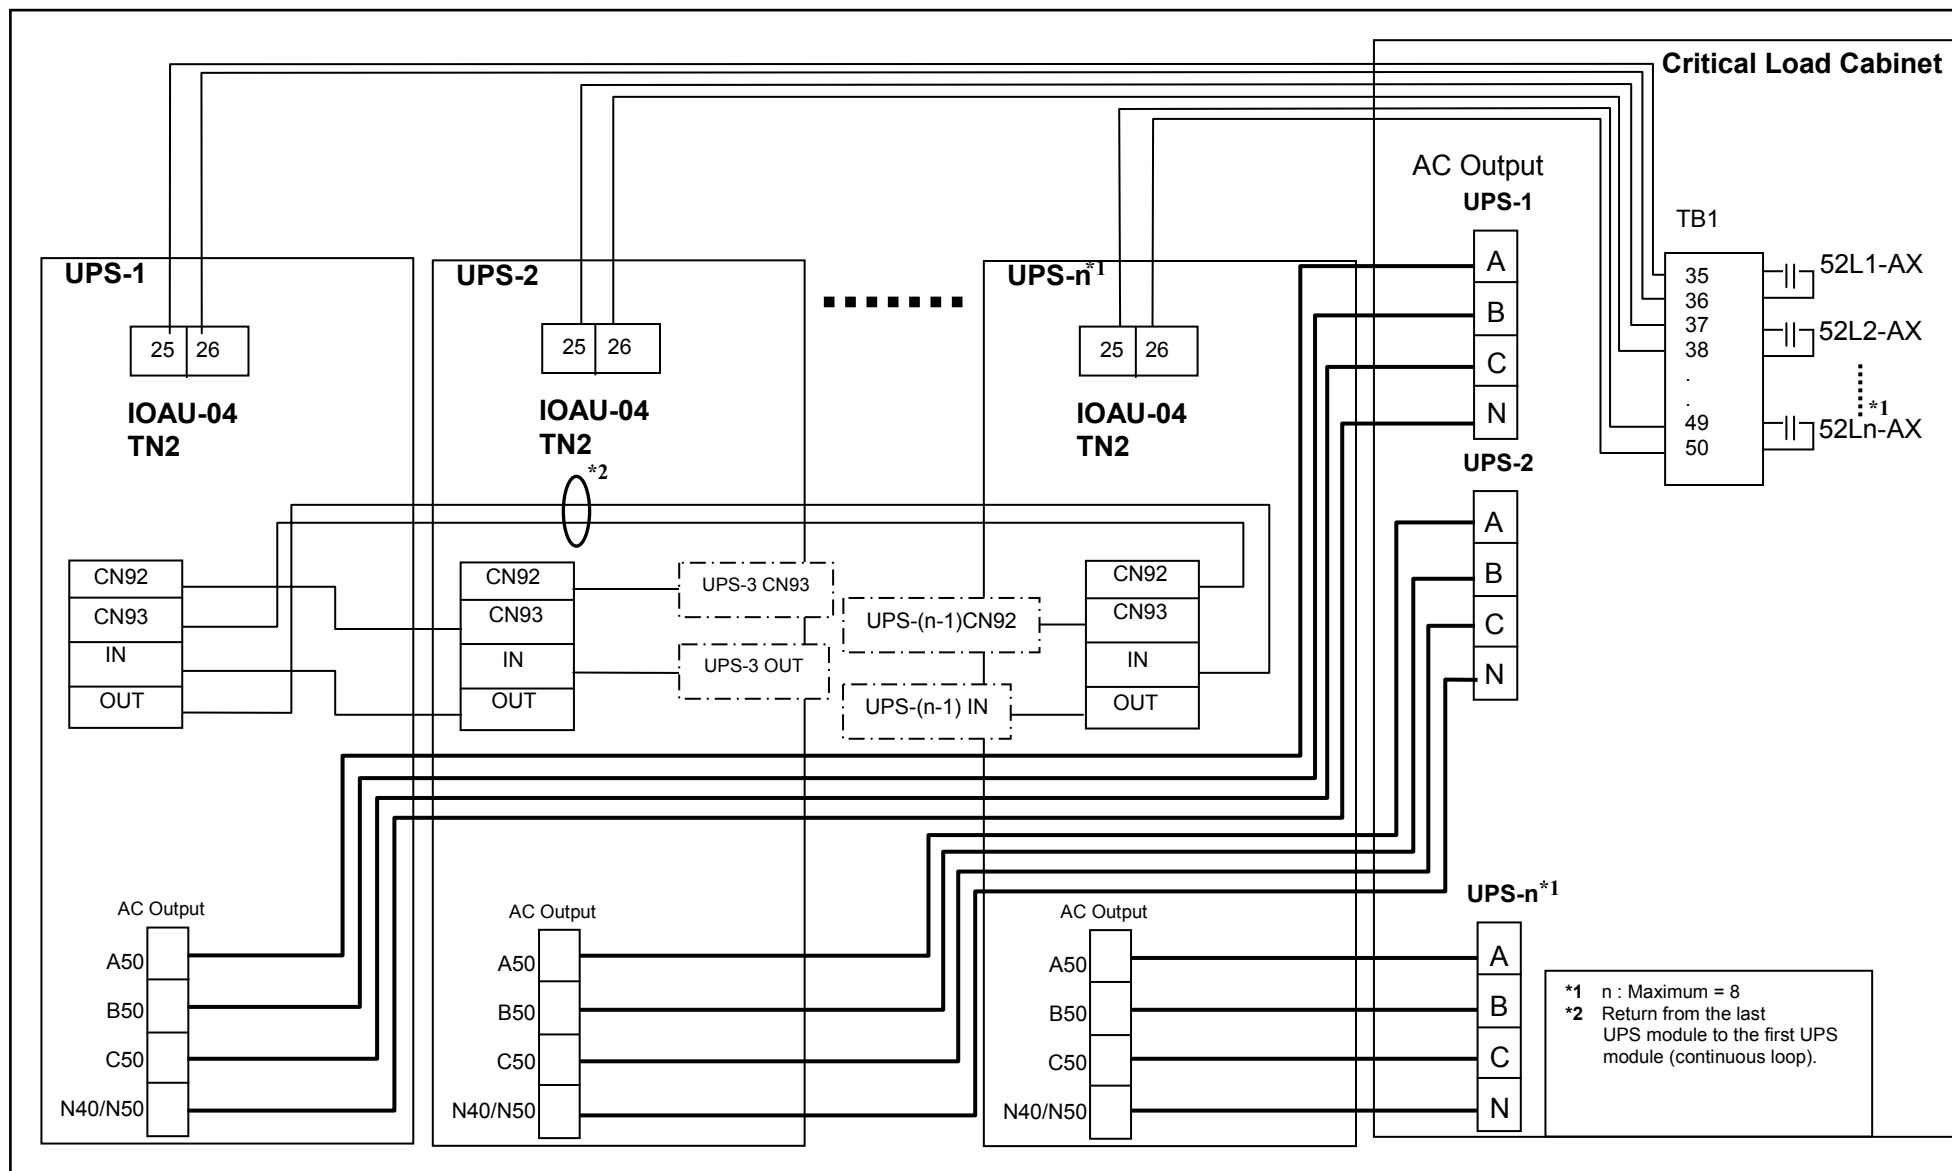 Critical Load Cabinet
AC Output
UPS-1
TB1
UPS-1
UPS-2
UPS-n*1
A
B
C
N
35
36
37
38
.
.
49
50
52L1-AX
52L2-AX
*1
52Ln-AX
25 26
25 26
25 26
IOAU-04
TN2
IOAU-04
TN2
IOAU-04
TN2
*2
UPS-2
A
B
C
N
CN92
CN93
IN
OUT
CN92
CN93
IN
OUT
UPS-3 CN93
UPS-3 OUT
UPS-(n-1)CN92
UPS-(n-1) IN
CN92
CN93
IN
OUT
AC Output
A50
B50
C50
N40/N50
AC Output
A50
B50
C50
N40/N50
AC Output
A50
B50
C50
N40/N50
UPS-n*1
A
B
C
N
*1 n : Maximum = 8
*2 Return from the last
UPS module to the first UPS
module (continuous loop).